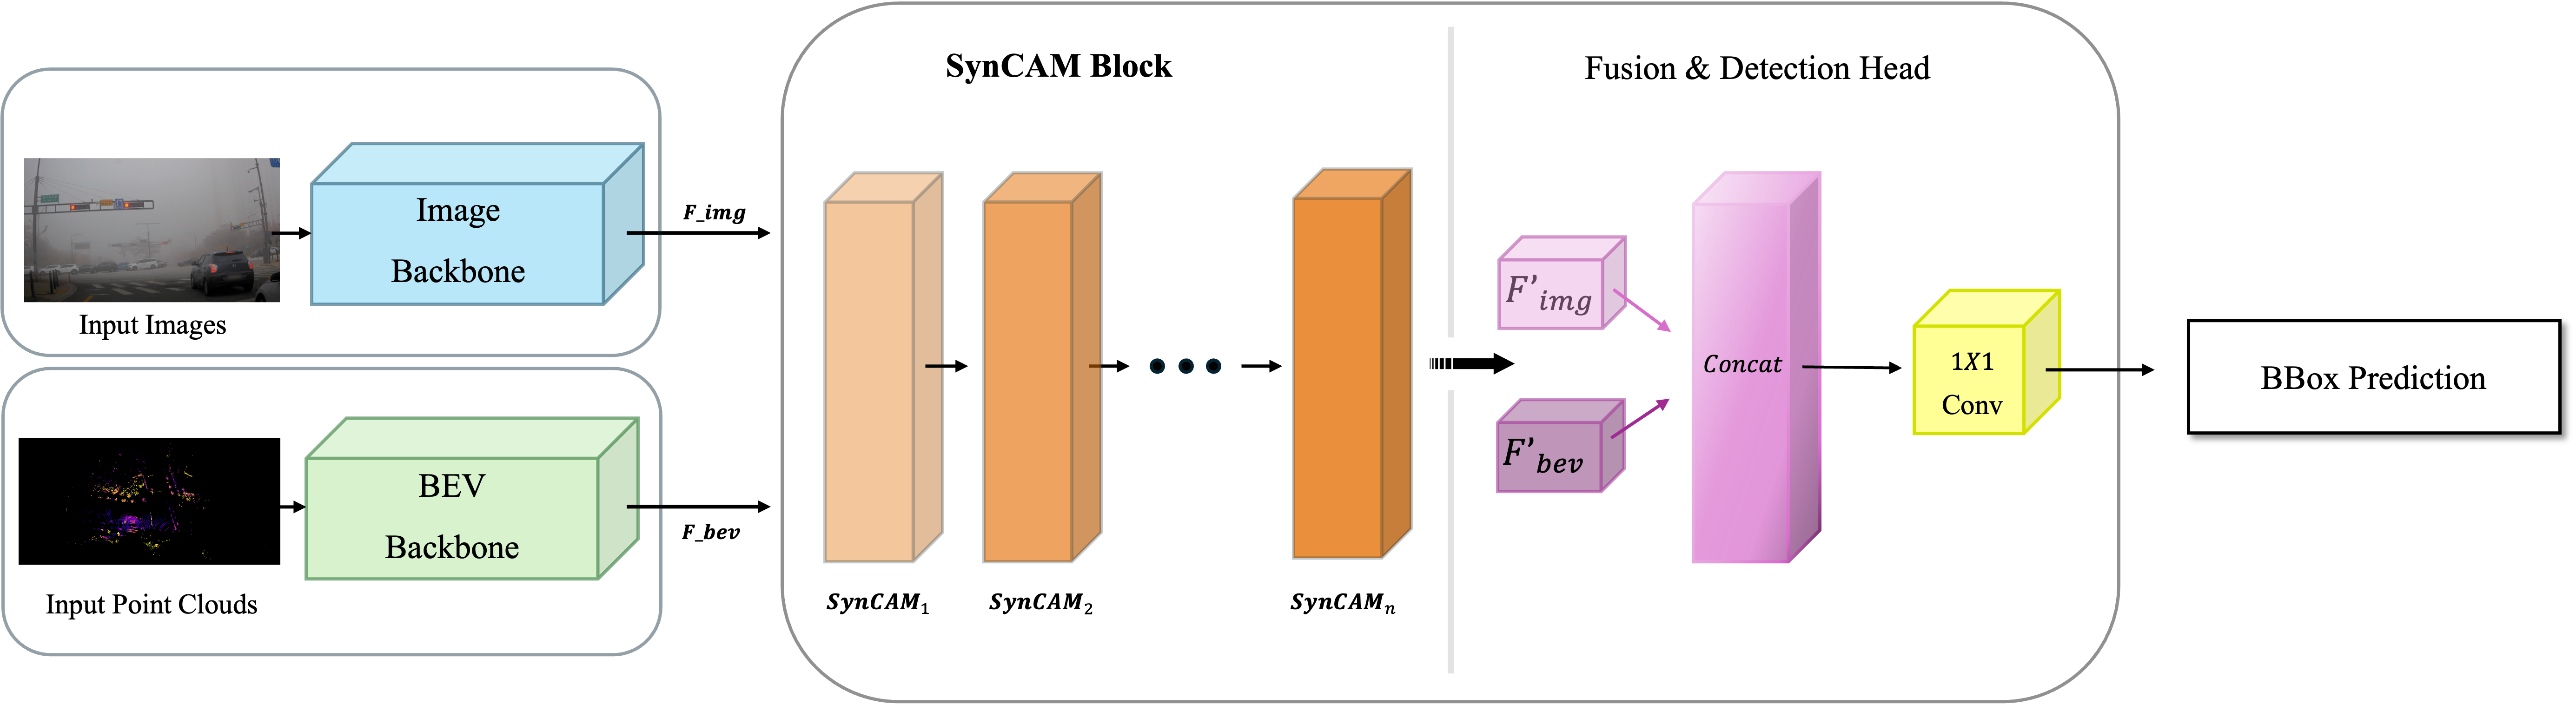 Input Images
Image
Backbone
F_img
Input Point Clouds
BEV
Backbone
F_bev
SynCAM Block
SynCAM₁
SynCAM₂
SynCAMₙ
Fusion & Detection Head
F’img
F’bev
Concat
1X1
Conv
BBox Prediction